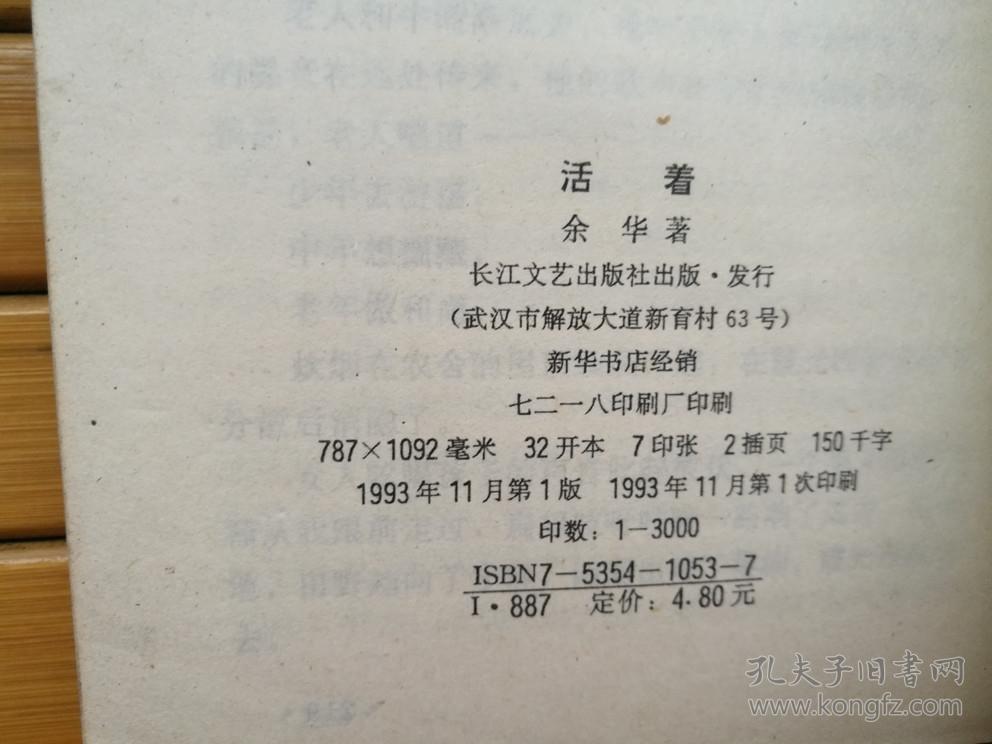 活 着
余 华 著
长江文艺出版社出版·发行
(武汉市解放大道新育村 63 号)
新华书店经销
七二一八印刷厂印刷
787×1092毫米 32开本 7印张 2插页 150千字
1993年11月第1版 1993年11月第1次印刷
印数:1-3000
ISBN7-5354-1053-7
I·887 定价:4.80元
孔夫子旧书网
www.kongfz.com